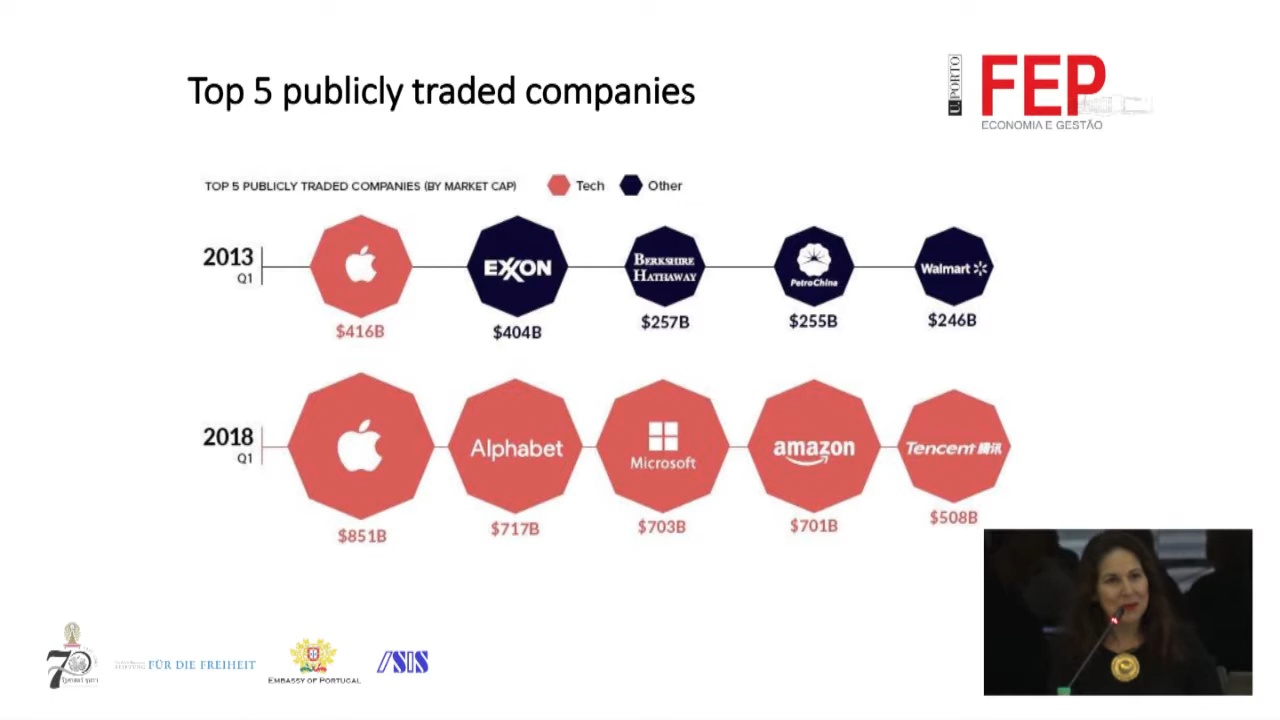 Top 5 publicly traded companies
U.PORTO
FEP
ECONOMIA E GESTÃO
TOP 5 PUBLICLY TRADED COMPANIES (BY MARKET CAP)
Tech
Other
2013
Q1
EXXON
BERKSHIRE
HATHAWAY
PetroChina
Walmart
$416B
$404B
$257B
$255B
$246B
2018
Q1
Alphabet
Microsoft
amazon
Tencent 腾讯
$851B
$717B
$703B
$701B
$508B
70
STIFTUNG FÜR DIE FREIHEIT
EMBASSY OF PORTUGAL
ISIS